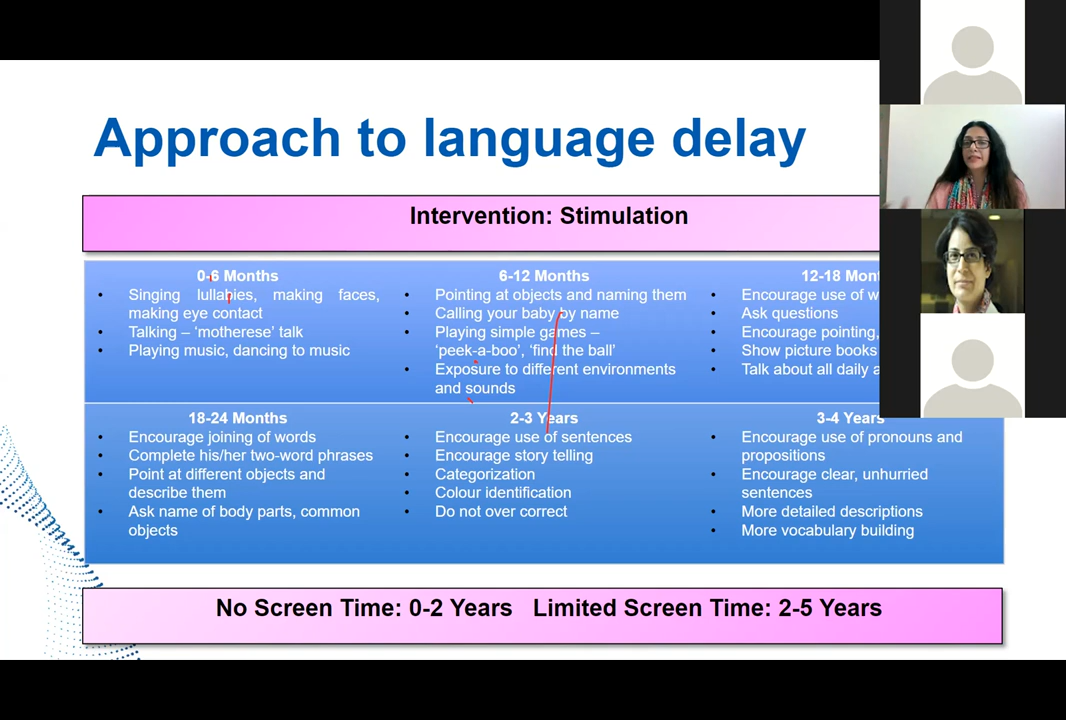 Approach to language delay
Intervention: Stimulation
0-6 Months
• Singing lullabies, making faces,
making eye contact
• Talking – ‘motherese’ talk
• Playing music, dancing to music
6-12 Months
• Pointing at objects and naming them
• Calling your baby by name
• Playing simple games –
‘peek-a-boo’, ‘find the ball’
• Exposure to different environments
and sounds
12-18
• Encourage use of
• Ask questions
• Encourage pointing,
• Show picture books
• Talk about all daily
18-24 Months
• Encourage joining of words
• Complete his/her two-word phrases
• Point at different objects and
describe them
• Ask name of body parts, common
objects
2-3 Years
• Encourage use of sentences
• Encourage story telling
• Categorization
• Colour identification
• Do not over correct
3-4 Years
• Encourage use of pronouns and
propositions
• Encourage clear, unhurried
sentences
• More detailed descriptions
• More vocabulary building
No Screen Time: 0-2 Years Limited Screen Time: 2-5 Years